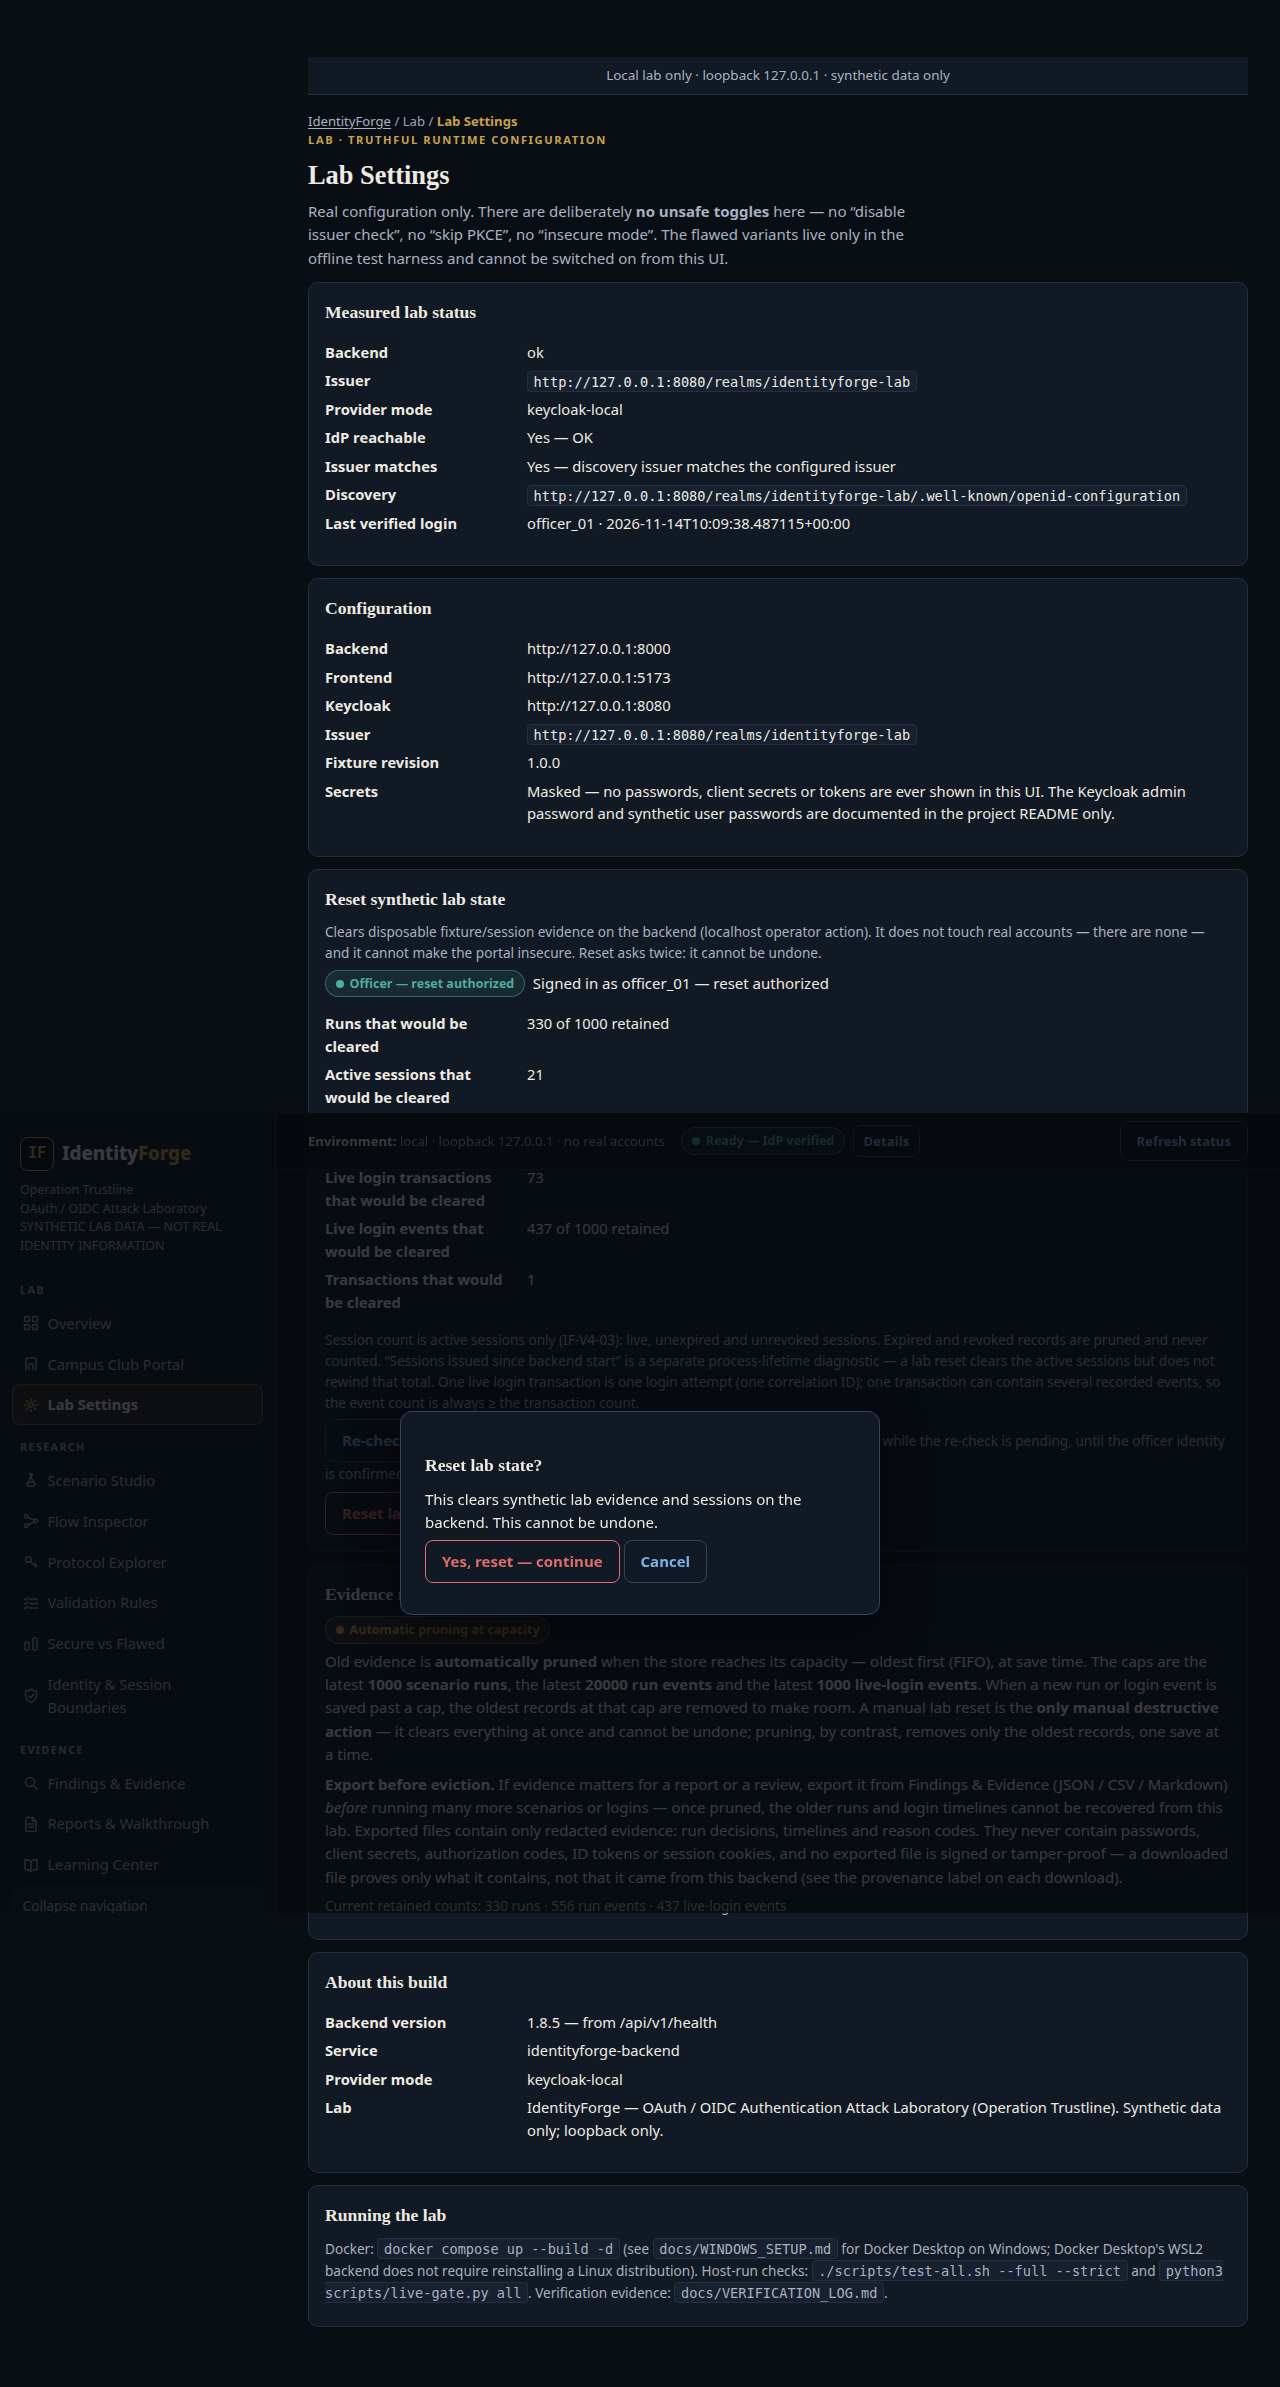 Local lab only · loopback 127.0.0.1 · synthetic data only
IdentityForge / Lab / Lab Settings
LAB · TRUTHFUL RUNTIME CONFIGURATION
Lab Settings
Real configuration only. There are deliberately no unsafe toggles here — no “disable
issuer check”, no “skip PKCE”, no “insecure mode”. The flawed variants live only in the
offline test harness and cannot be switched on from this UI.
Measured lab status
Backend ok
Issuer http://127.0.0.1:8080/realms/identityforge-lab
Provider mode keycloak-local
IdP reachable Yes — OK
Issuer matches Yes — discovery issuer matches the configured issuer
Discovery http://127.0.0.1:8080/realms/identityforge-lab/.well-known/openid-configuration
Last verified login officer_01 · 2026-11-14T10:09:38.487115+00:00
Configuration
Backend http://127.0.0.1:8000
Frontend http://127.0.0.1:5173
Keycloak http://127.0.0.1:8080
Issuer http://127.0.0.1:8080/realms/identityforge-lab
Fixture revision 1.0.0
Secrets Masked — no passwords, client secrets or tokens are ever shown in this UI. The Keycloak admin
password and synthetic user passwords are documented in the project README only.
Reset synthetic lab state
Clears disposable fixture/session evidence on the backend (localhost operator action). It does not touch real accounts — there are none —
and it cannot make the portal insecure. Reset asks twice: it cannot be undone.
Officer — reset authorized Signed in as officer_01 — reset authorized
Runs that would be 330 of 1000 retained
cleared
Active sessions that 21
would be cleared
IF IdentityForge
Operation Trustline
OAuth / OIDC Attack Laboratory
SYNTHETIC LAB DATA — NOT REAL
IDENTITY INFORMATION
LAB
Overview
Campus Club Portal
Lab Settings
RESEARCH
Scenario Studio
Flow Inspector
Protocol Explorer
Validation Rules
Secure vs Flawed
Identity & Session
Boundaries
EVIDENCE
Findings & Evidence
Reports & Walkthrough
Learning Center
Collapse navigation
Environment: local · loopback 127.0.0.1 · no real accounts Ready — IdP verified Details Refresh status
Live login transactions 73
that would be cleared
Live login events that 437 of 1000 retained
would be cleared
Transactions that would 1
be cleared
Session count is active sessions only (IF-V4-03): live, unexpired and unrevoked sessions. Expired and revoked records are pruned and never
counted. “Sessions issued since backend start” is a separate process-lifetime diagnostic — a lab reset clears the active sessions but does not
rewind that total. One live login transaction is one login attempt (one correlation ID); one transaction can contain several recorded events, so
the event count is always ≥ the transaction count.
Re-chec while the re-check is pending, until the officer identity
is confirmed
Reset la
Reset lab state?
This clears synthetic lab evidence and sessions on the
backend. This cannot be undone.
Yes, reset — continue Cancel
Evidence
Automatic pruning at capacity
Old evidence is automatically pruned when the store reaches its capacity — oldest first (FIFO), at save time. The caps are the
latest 1000 scenario runs, the latest 20000 run events and the latest 1000 live-login events. When a new run or login event is
saved past a cap, the oldest records at that cap are removed to make room. A manual lab reset is the only manual destructive
action — it clears everything at once and cannot be undone; pruning, by contrast, removes only the oldest records, one save at
a time.
Export before eviction. If evidence matters for a report or a review, export it from Findings & Evidence (JSON / CSV / Markdown)
before running many more scenarios or logins — once pruned, the older runs and login timelines cannot be recovered from this
lab. Exported files contain only redacted evidence: run decisions, timelines and reason codes. They never contain passwords,
client secrets, authorization codes, ID tokens or session cookies, and no exported file is signed or tamper-proof — a downloaded
file proves only what it contains, not that it came from this backend (see the provenance label on each download).
Current retained counts: 330 runs · 556 run events · 437 live-login events
About this build
Backend version 1.8.5 — from /api/v1/health
Service identityforge-backend
Provider mode keycloak-local
Lab IdentityForge — OAuth / OIDC Authentication Attack Laboratory (Operation Trustline). Synthetic data
only; loopback only.
Running the lab
Docker: docker compose up --build -d (see docs/WINDOWS_SETUP.md for Docker Desktop on Windows; Docker Desktop's WSL2
backend does not require reinstalling a Linux distribution). Host-run checks: ./scripts/test-all.sh --full --strict and python3
scripts/live-gate.py all. Verification evidence: docs/VERIFICATION_LOG.md.